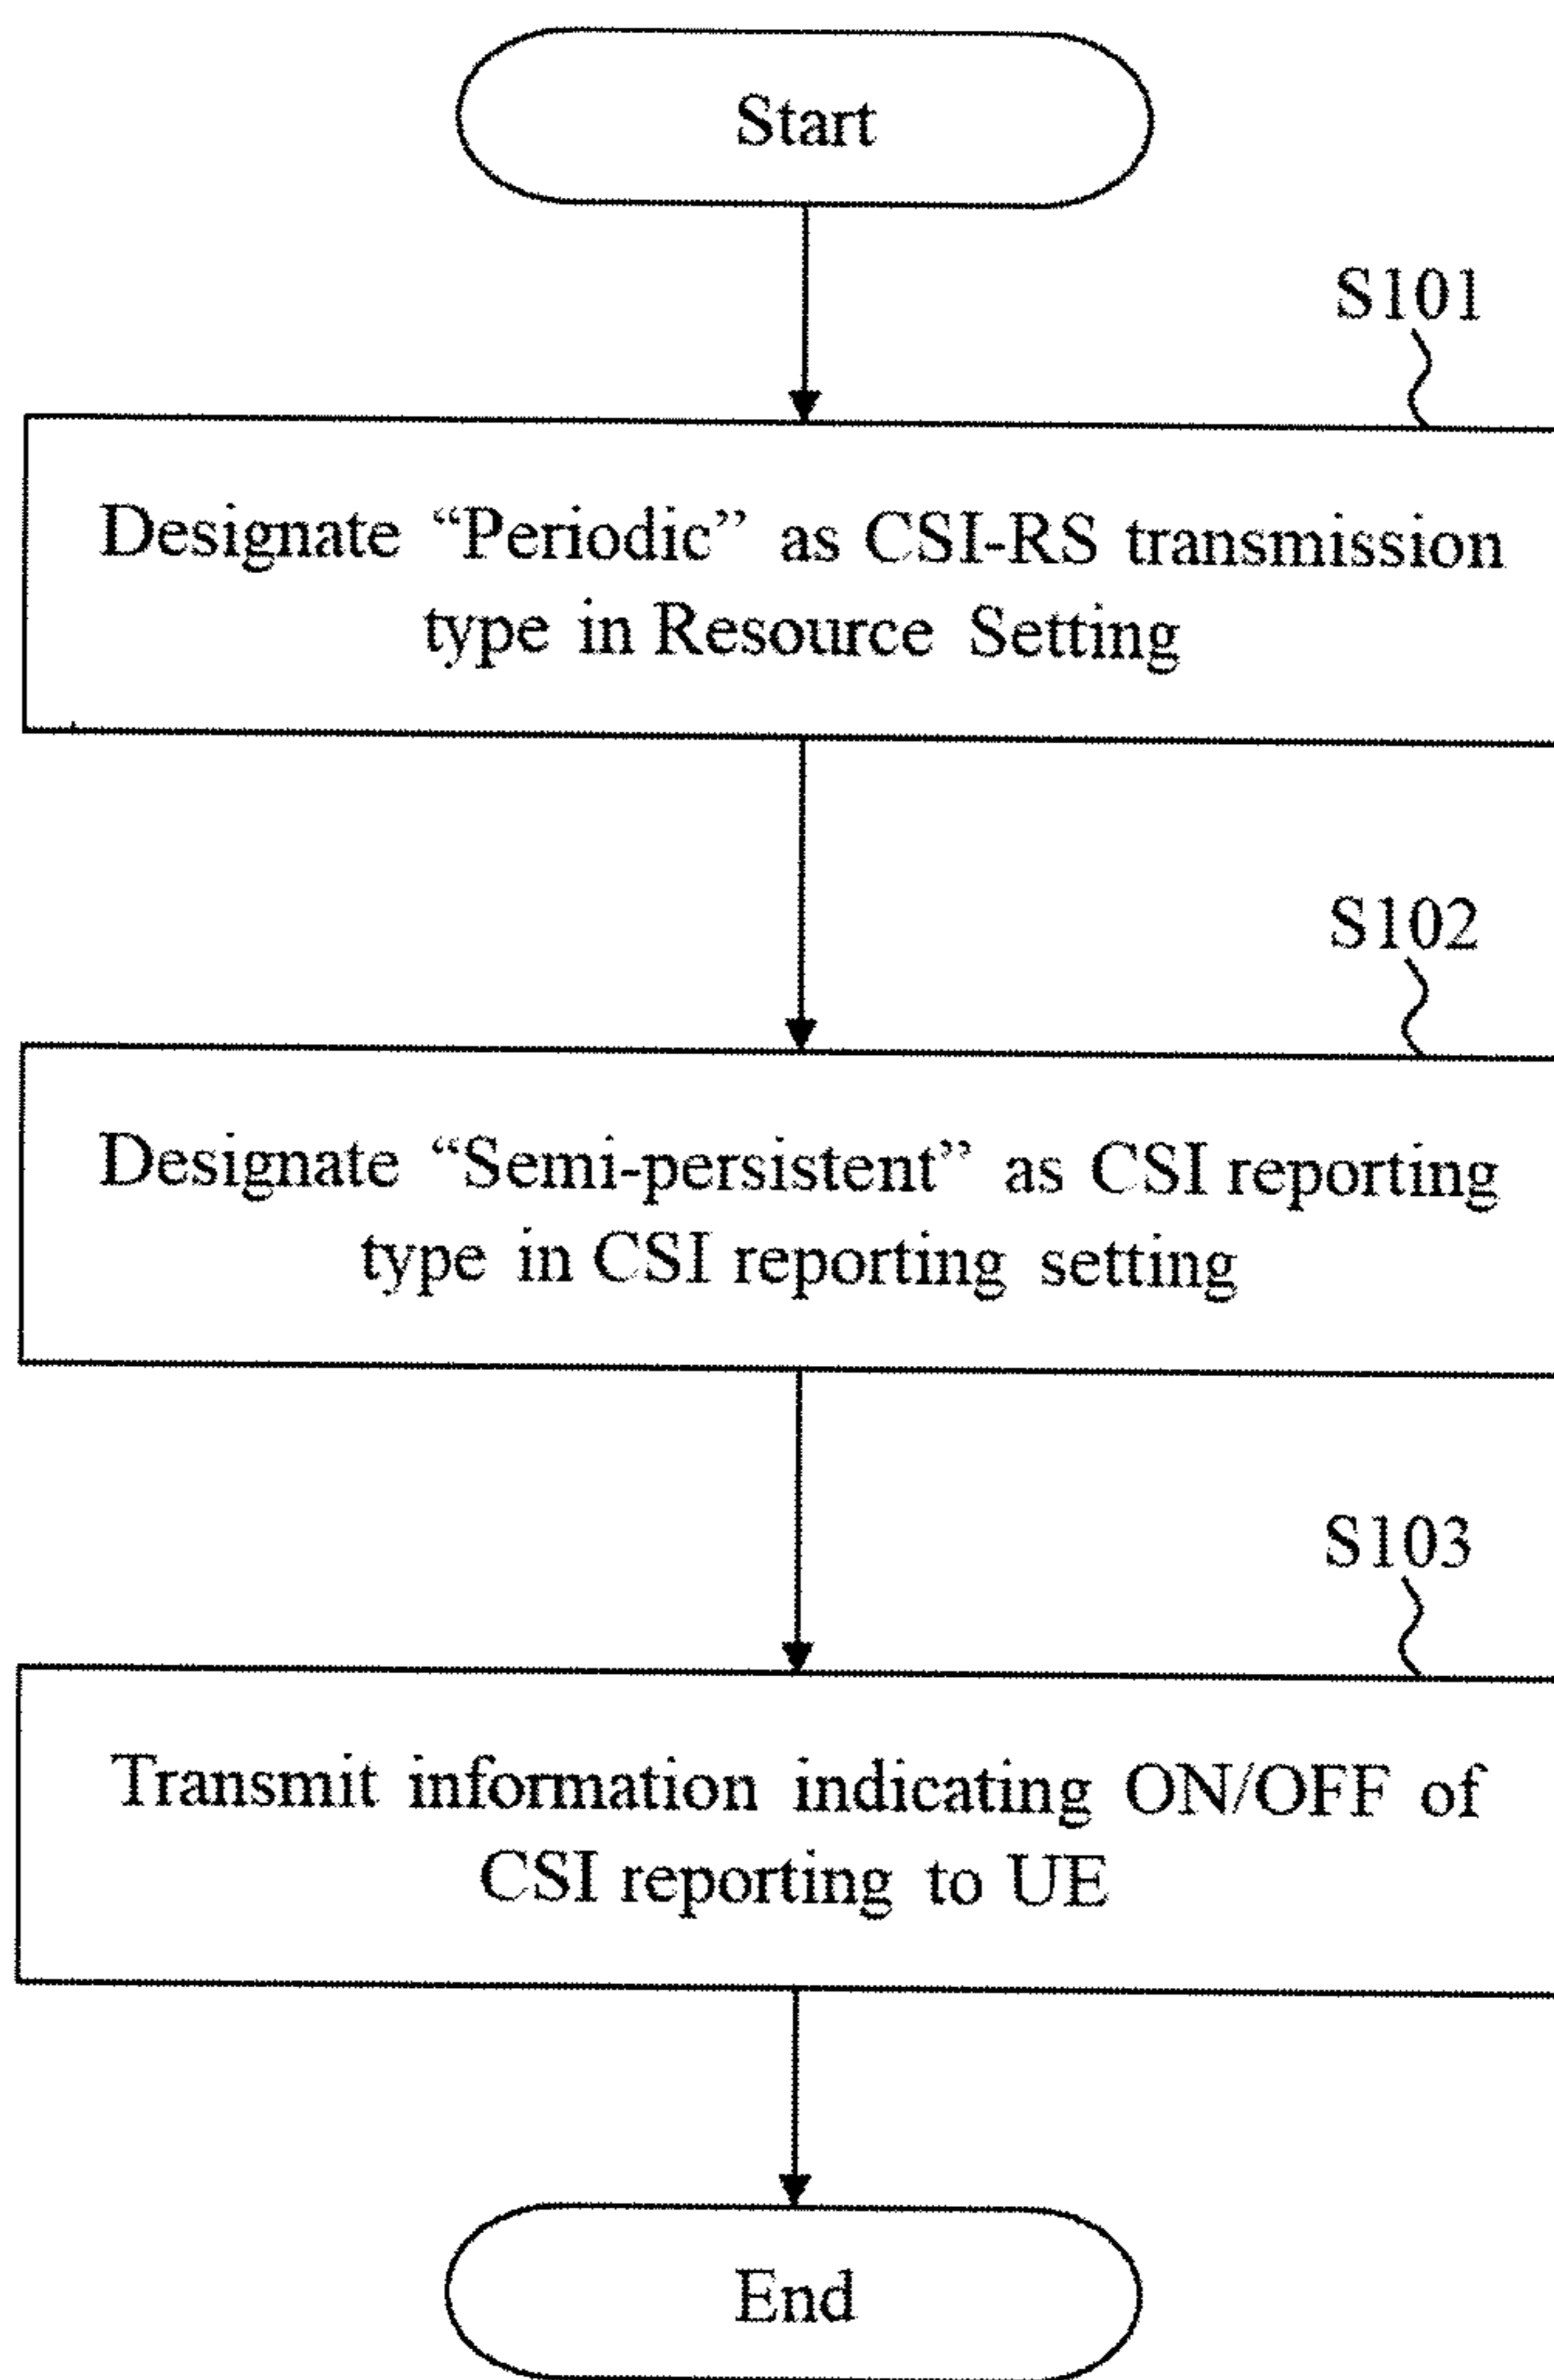 Start
S101
Designate “Periodic” as CSI-RS transmission
type in Resource Setting
S102
Designate “Semi-persistent” as CSI reporting
type in CSI reporting setting
S103
Transmit information indicating ON/OFF of
CSI reporting to UE
End